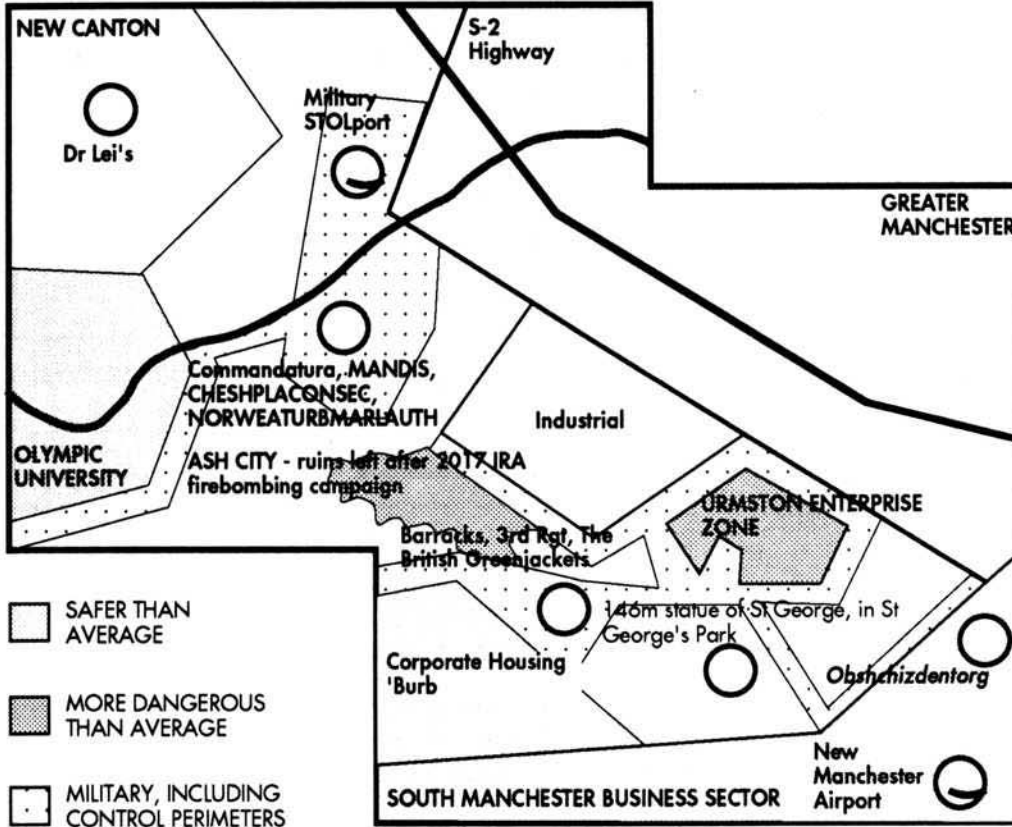 NEW CANTON
S-2
Highway
Military
STOLport
Dr Lei's
GREATER
MANCHESTER
Commandatura, MANDIS,
CHESHPLACONSEC,
NORWEATURBMARLAUTH
Industrial
OLYMPIC
UNIVERSITY
ASH CITY - ruins left after 2017 IRA
firebombing campaign
URMSTON ENTERPRISE
ZONE
Barracks, 3rd Rgt, The
British Greenjackets
146m statue of St George, in St
George's Park
Corporate Housing
'Burb
Obshchizdentorg
New
Manchester
Airport
SOUTH MANCHESTER BUSINESS SECTOR
SAFER THAN
AVERAGE
MORE DANGEROUS
THAN AVERAGE
MILITARY, INCLUDING
CONTROL PERIMETERS